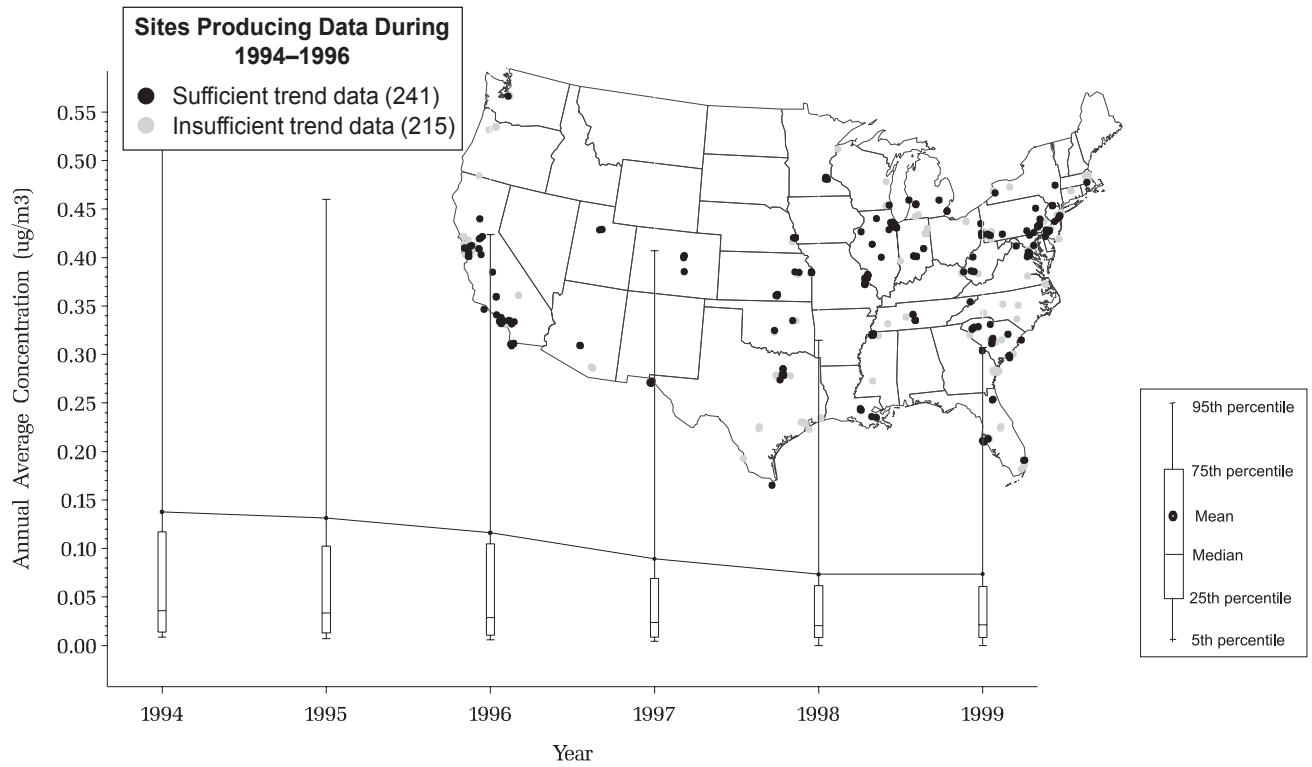 Sites Producing Data During
1994–1996
Sufficient trend data (241)
Insufficient trend data (215)
Annual Average Concentration (ug/m3)
0.55
0.50
0.45
0.40
0.35
0.30
0.25
0.20
0.15
0.10
0.05
0.00
1994
1995
1996
1997
1998
1999
Year
95th percentile
75th percentile
Mean
Median
25th percentile
5th percentile